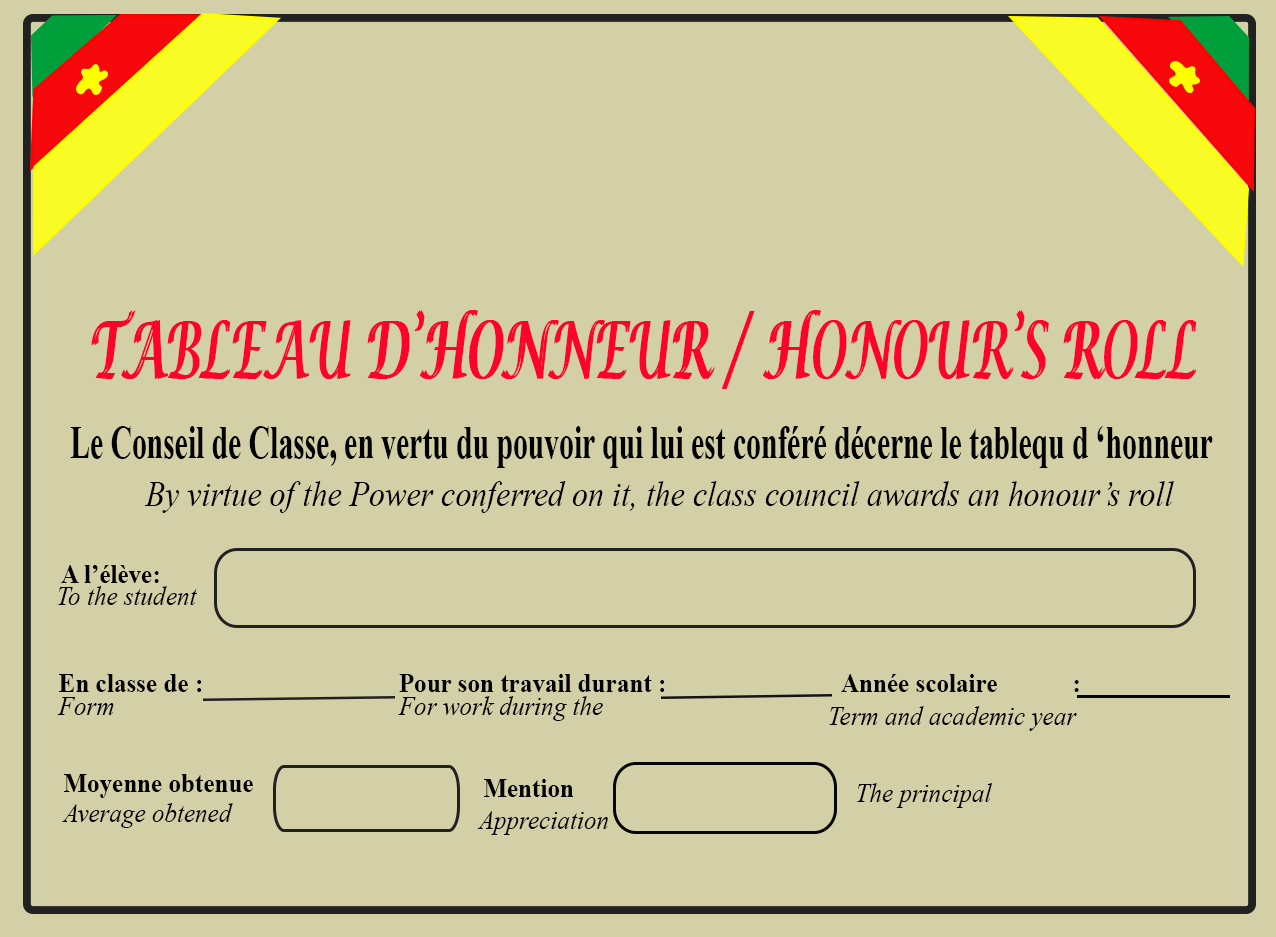 TABLEAU D’HONNEUR / HONOUR’S ROLL
Le Conseil de Classe, en vertu du pouvoir qui lui est conféré décerne le tablequ d ‘honneur
By virtue of the Power conferred on it, the class council awards an honour’s roll
A l’élève:
To the student
En classe de : Pour son travail durant : Année scolaire :
Form For work during the Term and academic year
Moyenne obtenue Mention The principal
Average obtened Appreciation